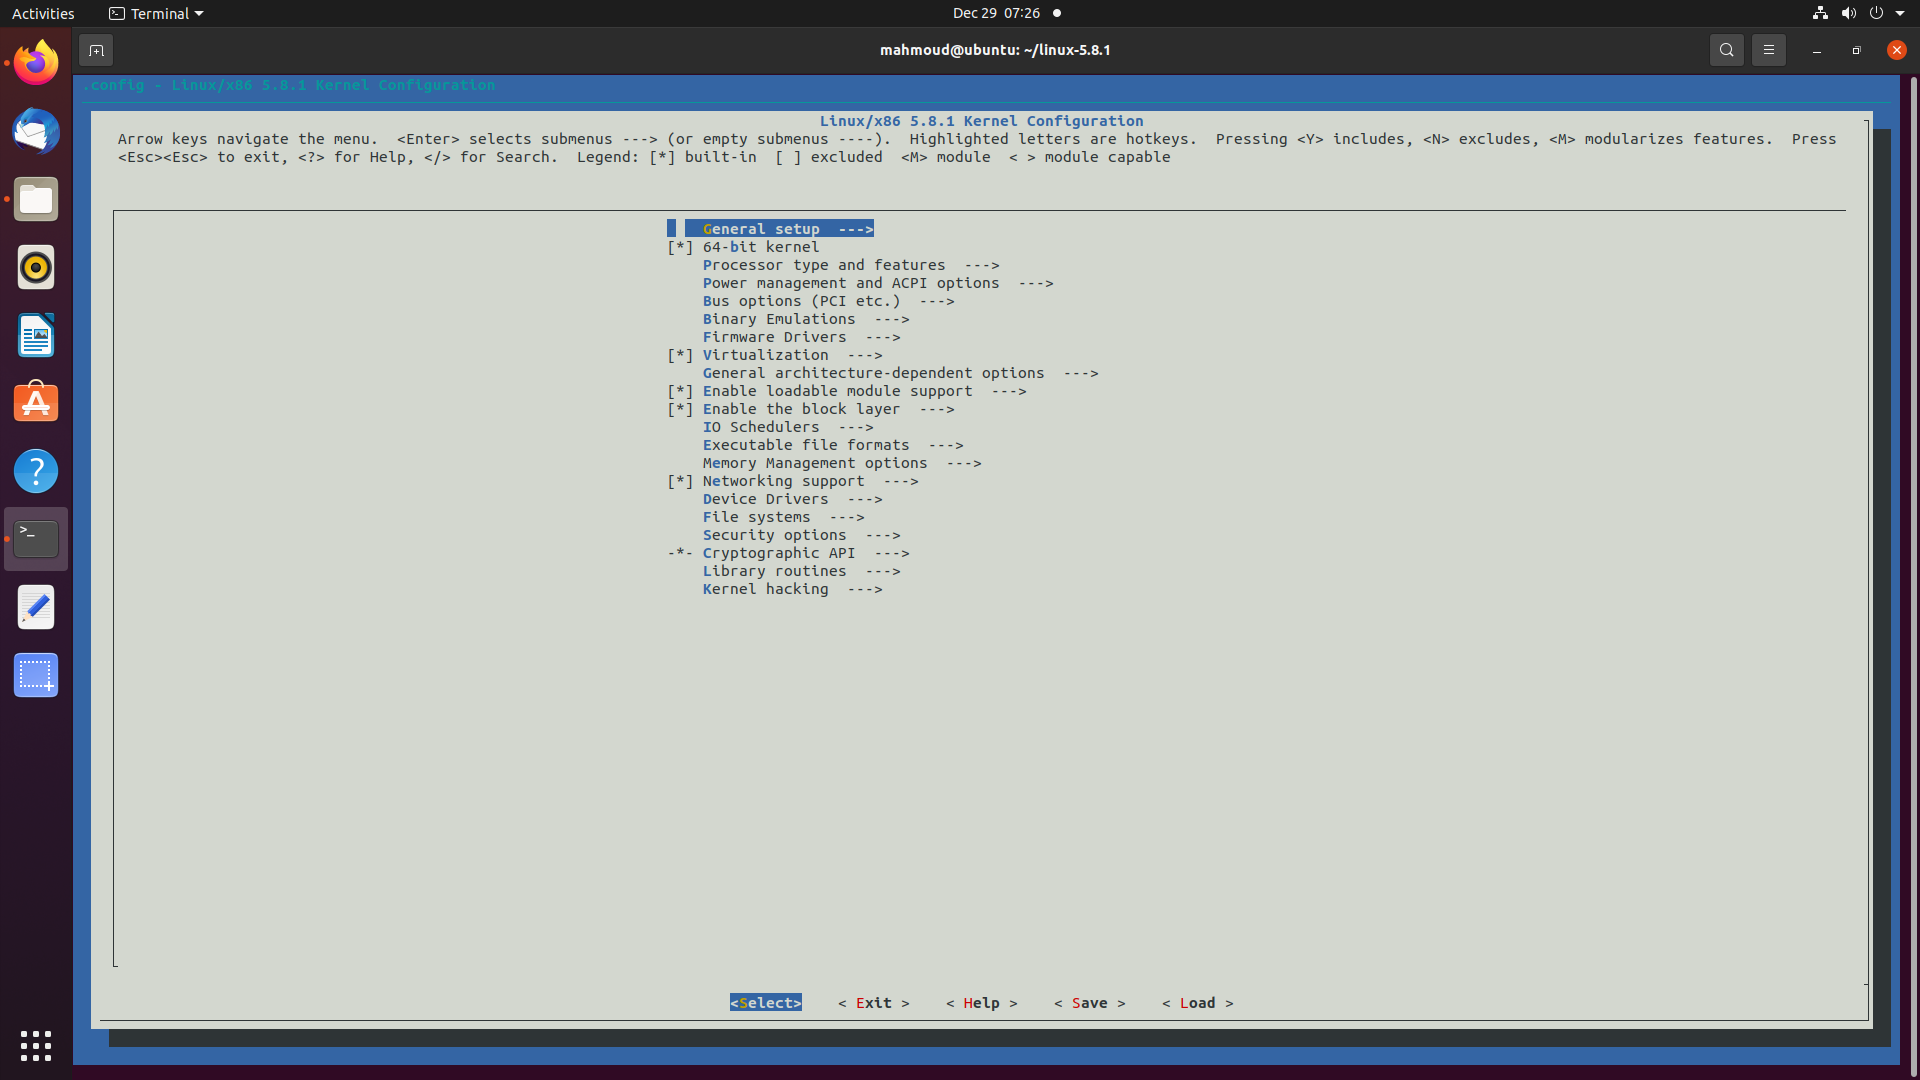 Activities
Terminal
Dec 29 07:26
mahmoud@ubuntu: ~/linux-5.8.1
.config - Linux/x86 5.8.1 Kernel Configuration
Linux/x86 5.8.1 Kernel Configuration
Arrow keys navigate the menu.  <Enter> selects submenus ---> (or empty submenus ----).  Highlighted letters are hotkeys.  Pressing <Y> includes, <N> excludes, <M> modularizes features.  Press
<Esc><Esc> to exit, <?> for Help, </> for Search.  Legend: [*] built-in  [ ] excluded  <M> module  < > module capable
General setup  --->
[*] 64-bit kernel
Processor type and features  --->
Power management and ACPI options  --->
Bus options (PCI etc.)  --->
Binary Emulations  --->
Firmware Drivers  --->
[*] Virtualization  --->
General architecture-dependent options  --->
[*] Enable loadable module support  --->
[*] Enable the block layer  --->
IO Schedulers  --->
Executable file formats  --->
Memory Management options  --->
[*] Networking support  --->
Device Drivers  --->
File systems  --->
Security options  --->
-*- Cryptographic API  --->
Library routines  --->
Kernel hacking  --->
<Select>    < Exit >    < Help >    < Save >    < Load >